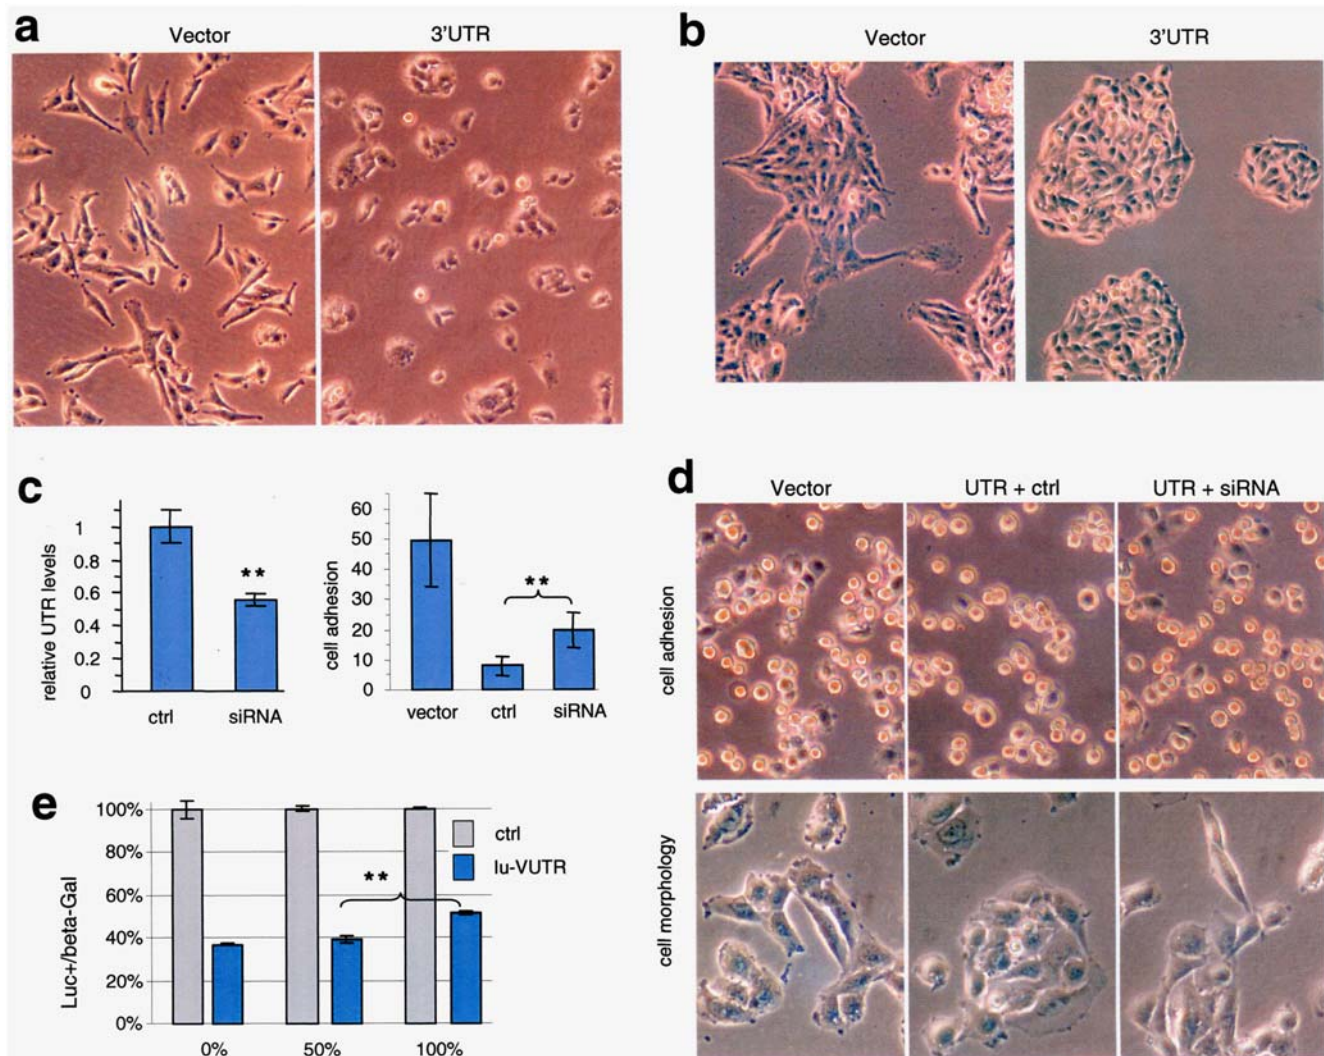 a
Vector 3'UTR
b
Vector 3'UTR
c
relative UTR levels
1
0.8
0.6
0.4
0.2
0
**
ctrl siRNA
cell adhesion
60
50
40
30
20
10
0
**
vector ctrl siRNA
d
Vector UTR + ctrl UTR + siRNA
cell adhesion
cell morphology
e
Luc+/beta-Gal
100%
80%
60%
40%
20%
0%
**
ctrl
lu-VUTR
0% 50% 100%